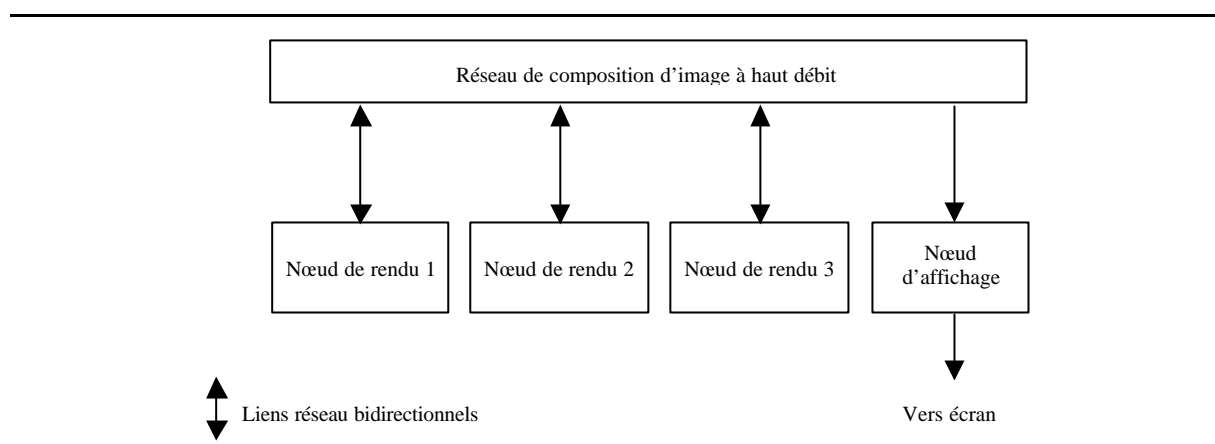 Réseau de composition d’image à haut débit
Nœud de rendu 1
Nœud de rendu 2
Nœud de rendu 3
Nœud
d’affichage
Liens réseau bidirectionnels
Vers écran